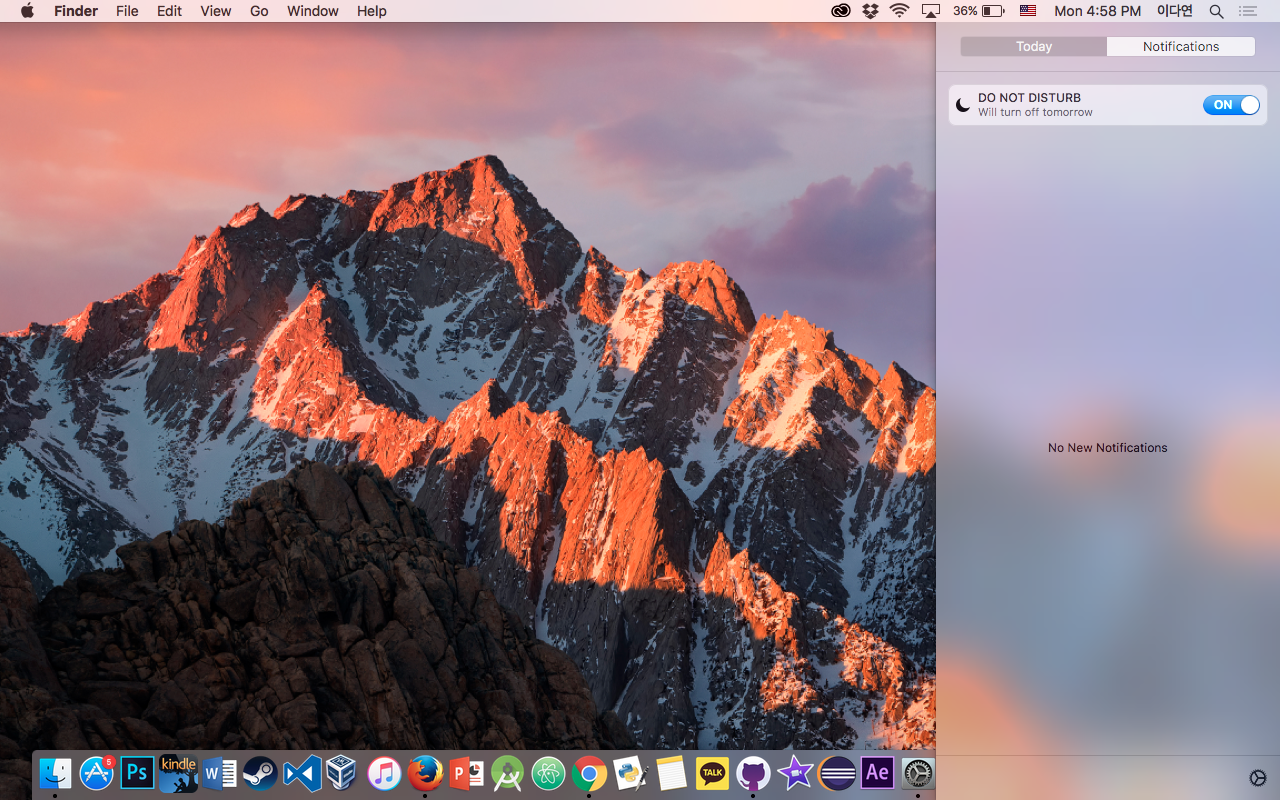 Finder File Edit View Go Window Help 36% Mon 4:58 PM 이다연
Today Notifications
DO NOT DISTURB
Will turn off tomorrow
ON
No New Notifications
5
Ps
kindle
W
P
TALK
Ae